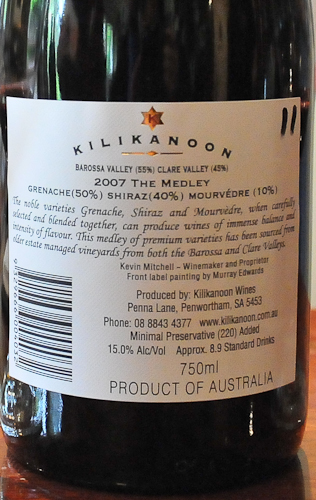 K
KILIKANOON
BAROSSA VALLEY (55%) CLARE VALLEY (45%)
2007 THE MEDLEY
GRENACHE(50%) SHIRAZ(40%) MOURVÉDRE (10%)
The noble varieties Grenache, Shiraz and Mourvédre, when carefully
selected and blended together, can produce wines of immense balance and
intensity of flavour. This medley of premium varieties has been sourced from
older estate managed vineyards from both the Barossa and Clare Valleys.
Kevin Mitchell - Winemaker and Proprietor
Front label painting by Murray Edwards
Produced by: Kilikanoon Wines
Penna Lane, Penwortham, SA 5453
Phone: 08 8843 4377 www.kilikanoon.com.au
Minimal Preservative (220) Added
15.0% Alc/Vol Approx. 8.9 Standard Drinks
750ml
PRODUCT OF AUSTRALIA